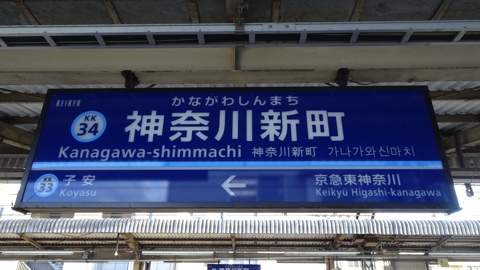 KEIKYU
かながわしんまち
KK 34 神奈川新町
Kanagawa-shimmachi 神奈川新町 가나가와신마치
KK 33 子安 ← 京急東神奈川
Koyasu Keikyū Higashi-kanagawa